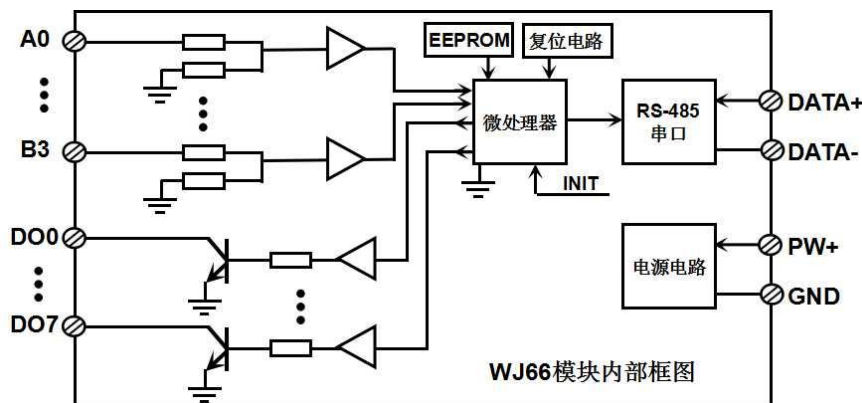 A0
B3
DO0
DO7
EEPROM
复位电路
微处理器
INIT
RS-485
串口
DATA+
DATA-
电源电路
PW+
GND
WJ66模块内部框图